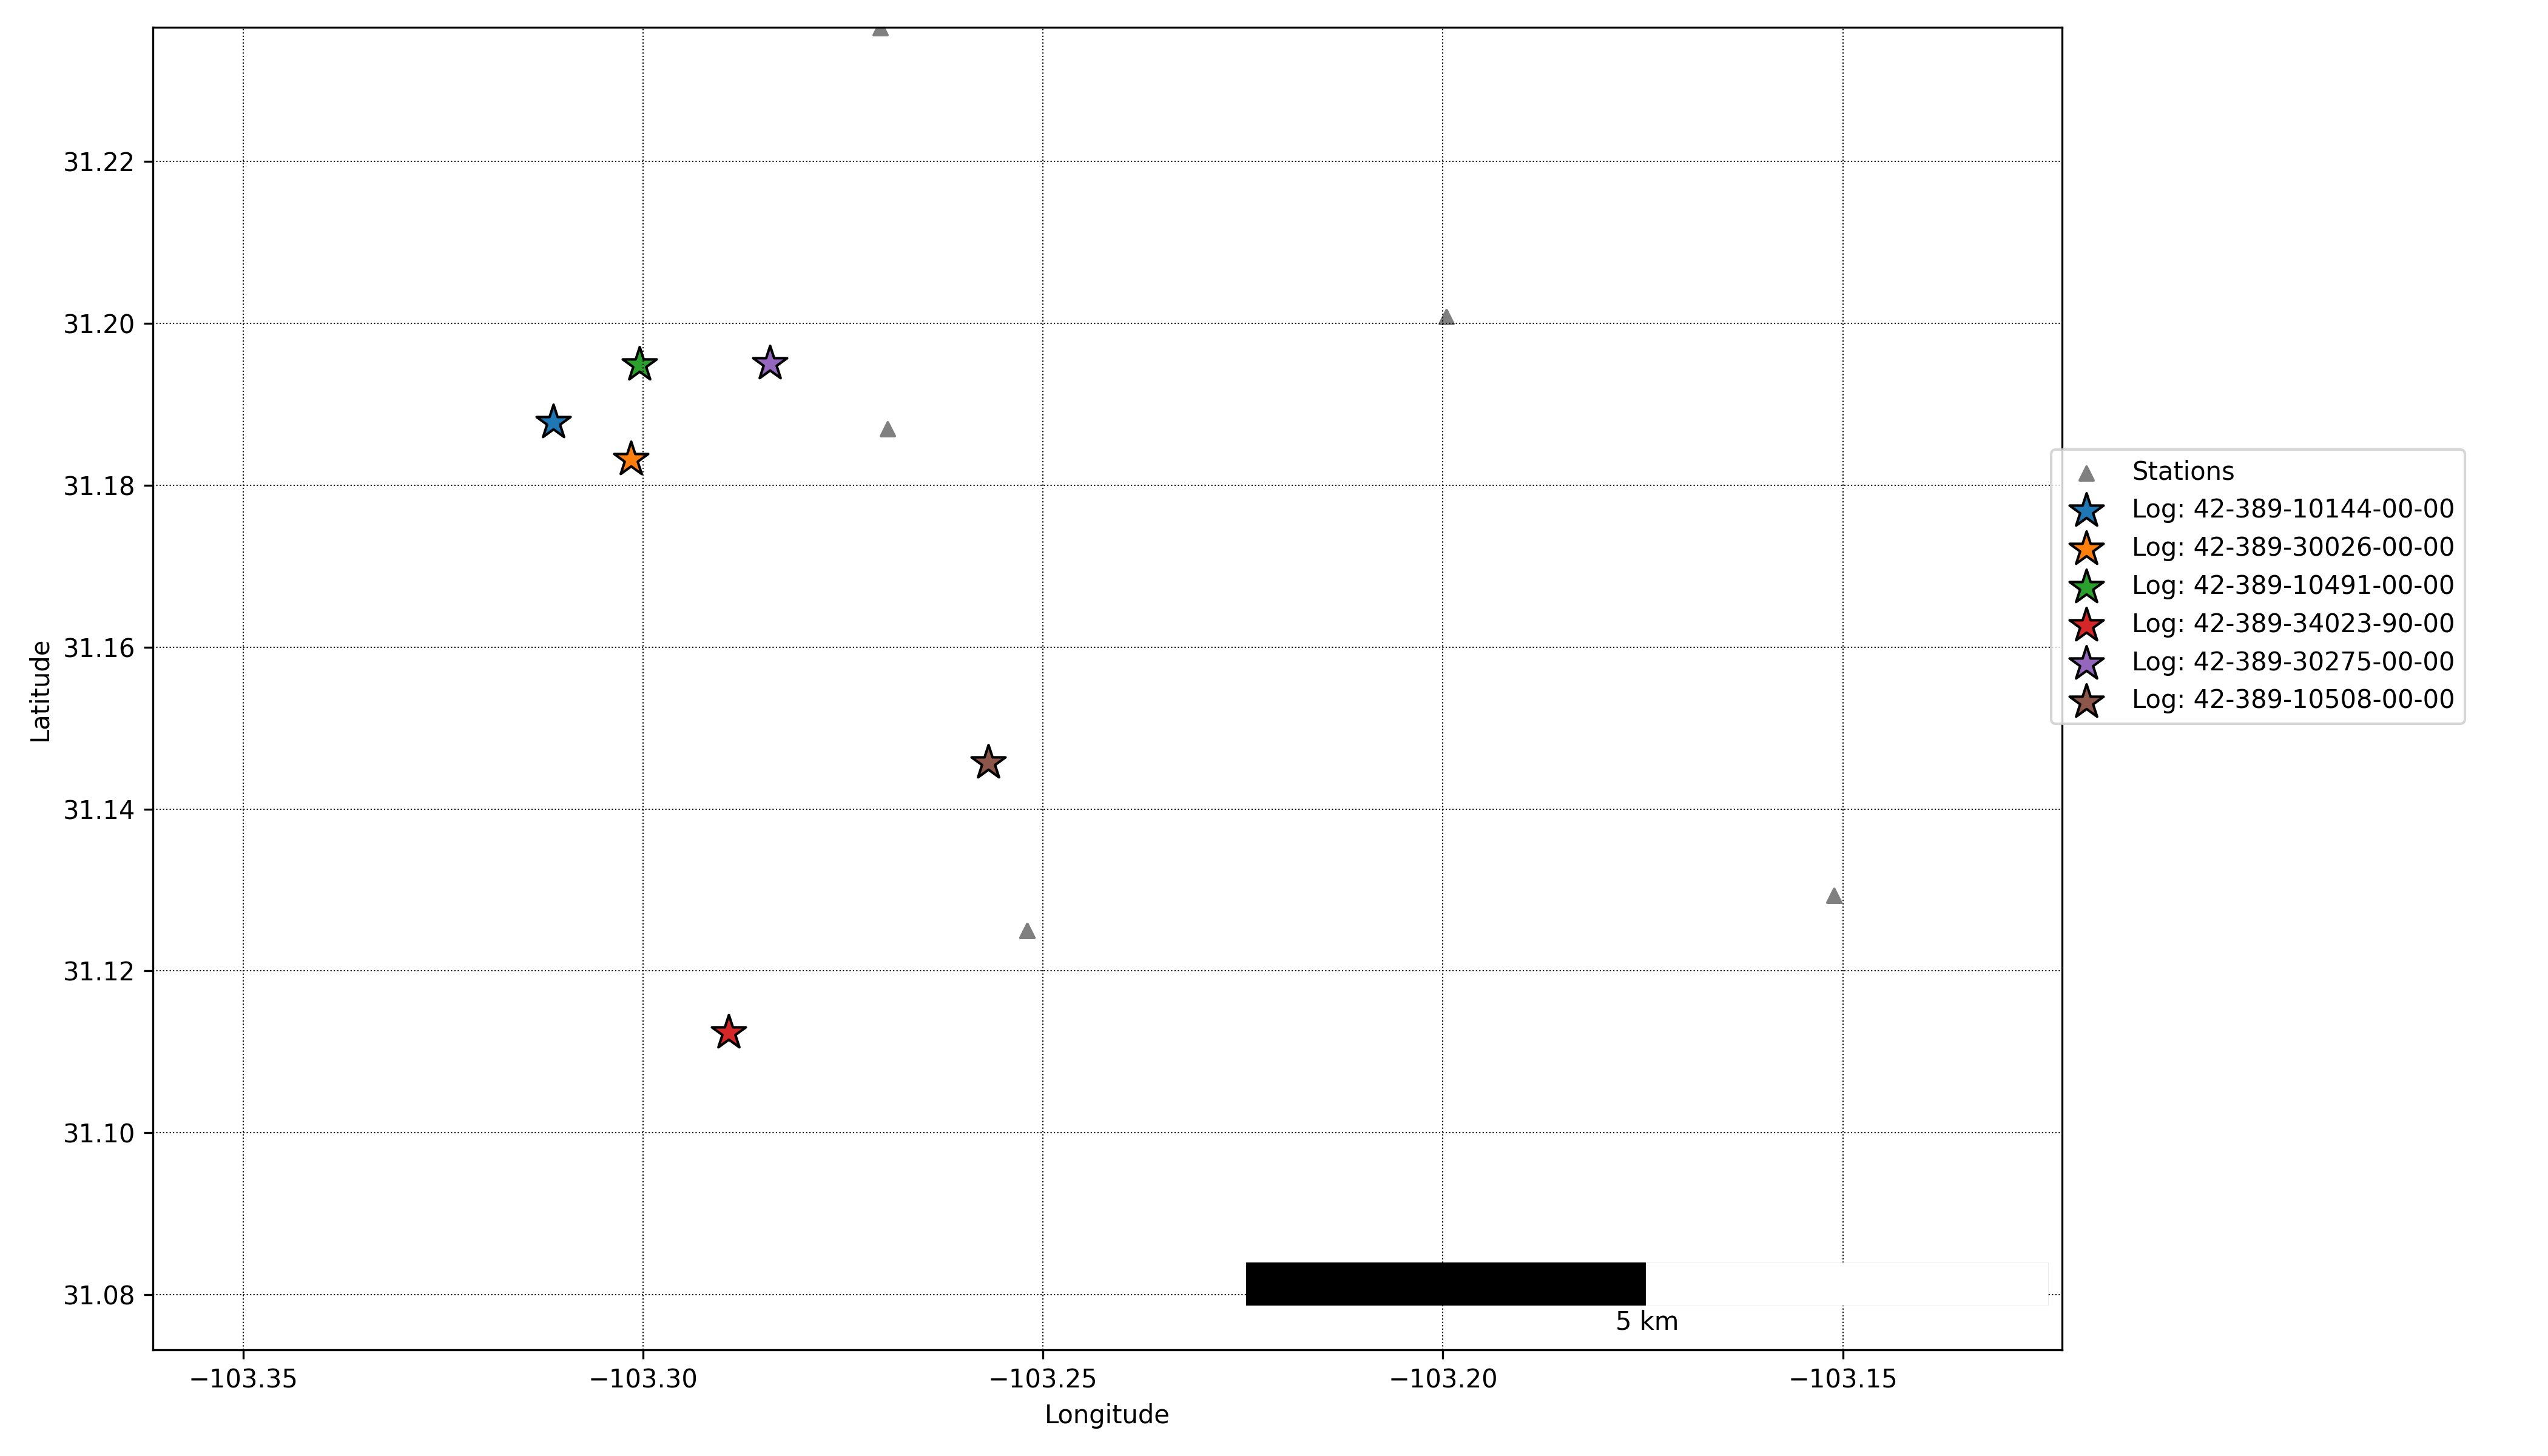 31.22
31.20
31.18
31.16
31.14
31.12
31.10
31.08
Latitude
−103.35
−103.30
−103.25
−103.20
−103.15
Longitude
5 km
Stations
Log: 42-389-10144-00-00
Log: 42-389-30026-00-00
Log: 42-389-10491-00-00
Log: 42-389-34023-90-00
Log: 42-389-30275-00-00
Log: 42-389-10508-00-00